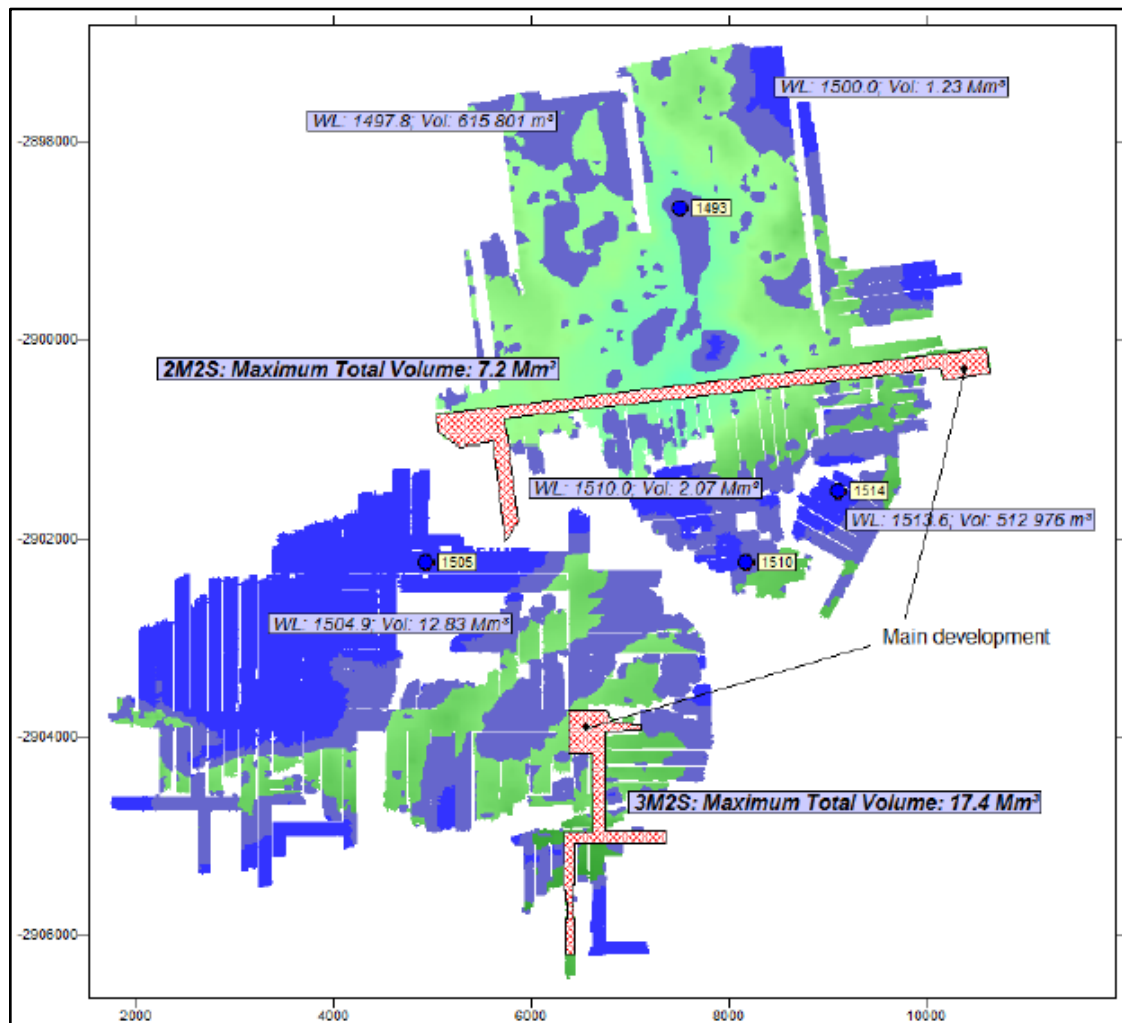 WL: 1500.0; Vol: 1.23 Mm³
WL: 1497.8; Vol: 615 801 m³
-2898000
1493
-2900000
2M2S: Maximum Total Volume: 7.2 Mm³
WL: 1510.0; Vol: 2.07 Mm³
1514
WL: 1513.6; Vol: 512 976 m³
-2902000
1505
1510
WL: 1504.9; Vol: 12.83 Mm³
Main development
-2904000
3M2S: Maximum Total Volume: 17.4 Mm³
-2906000
2000 4000 6000 8000 10000